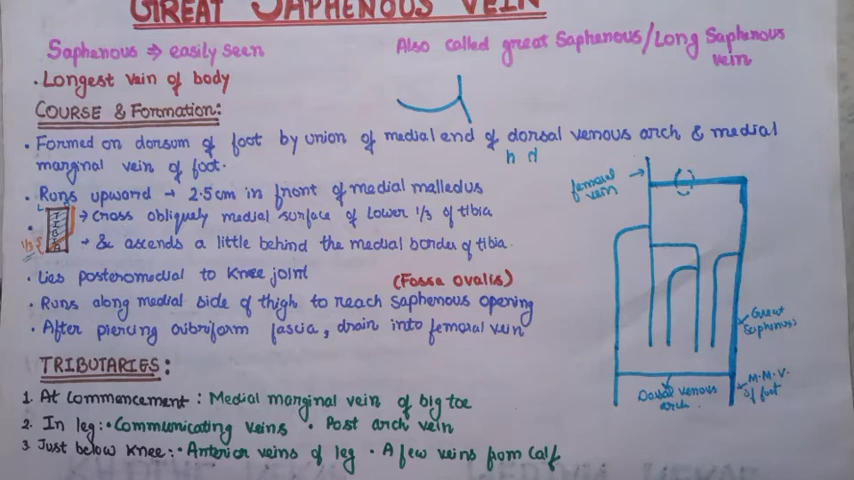 GREAT SAPHENOUS VEIN
Saphenous ⇒ easily seen
Also called great Saphenous/Long Saphenous vein
· Longest vein of body
COURSE & Formation:
· Formed on dorsum of foot by union of medial end of dorsal venous arch & medial
marginal vein of foot.
h d
· Runs upward → 2.5cm in front of medial malledus
→ Cross obliquely medial surface of Lower 1/3 of tibia
TIBIA
1/3
→ & ascends a little behind the medial border of tibia.
· Lies posteromedial to Knee joint
(Fossa ovalis)
· Runs along medial side of thigh to reach saphenous opening
· After piercing cribriform fascia, drain into femoral vein
femoral
vein
Great
Saphenous
M.M.V.
of foot
Dorsal venous
arch
TRIBUTARIES:
1. At Commencement: Medial marginal vein of big toe
2. In leg: · Communicating veins · Post arch vein
3. Just below Knee: · Anterior veins of leg · A few veins from Calf